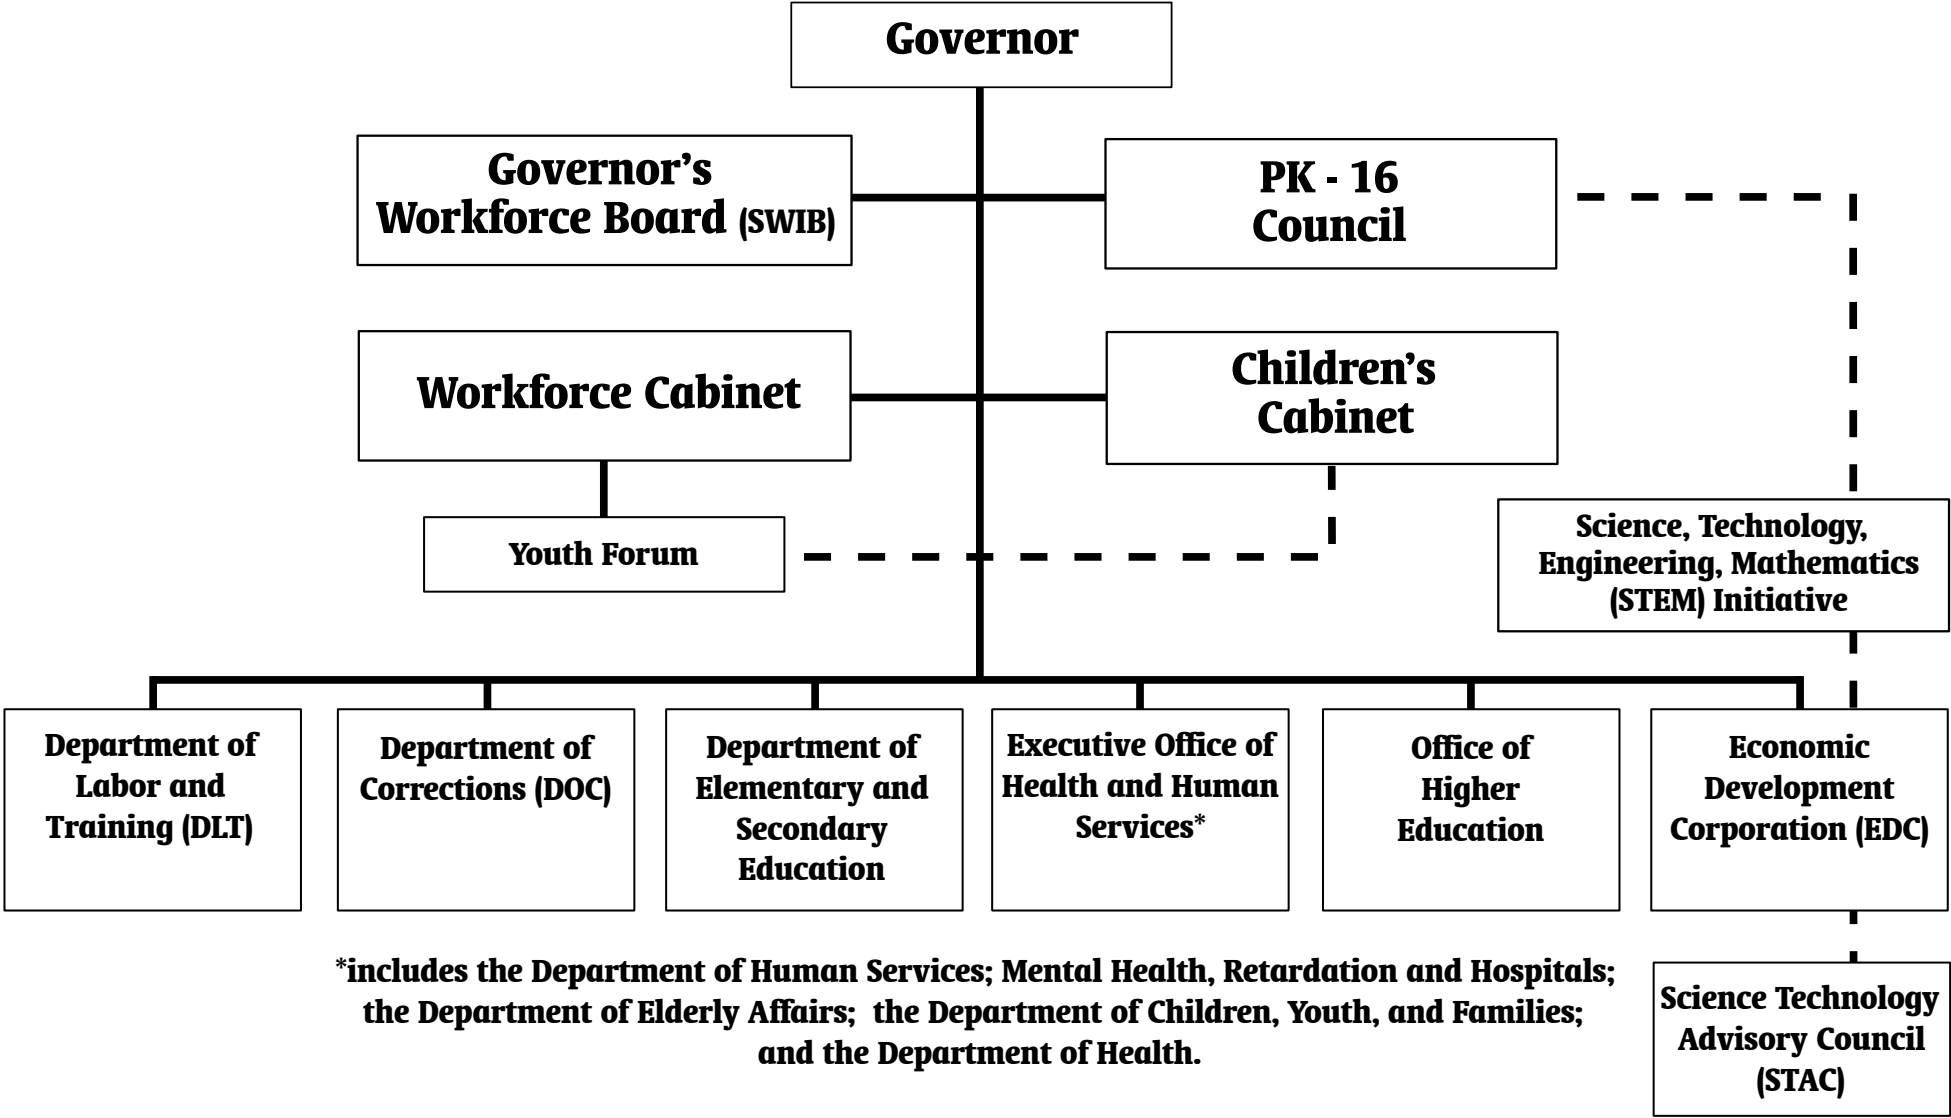 Governor
Governor’s
Workforce Board (SWIB)
PK - 16
Council
Workforce Cabinet
Children’s
Cabinet
Youth Forum
Science, Technology,
Engineering, Mathematics
(STEM) Initiative
Department of
Labor and
Training (DLT)
Department of
Corrections (DOC)
Department of
Elementary and
Secondary
Education
Executive Office of
Health and Human
Services*
Office of
Higher
Education
Economic
Development
Corporation (EDC)
*includes the Department of Human Services; Mental Health, Retardation and Hospitals;
the Department of Elderly Affairs;  the Department of Children, Youth, and Families;
and the Department of Health.
Science Technology
Advisory Council
(STAC)